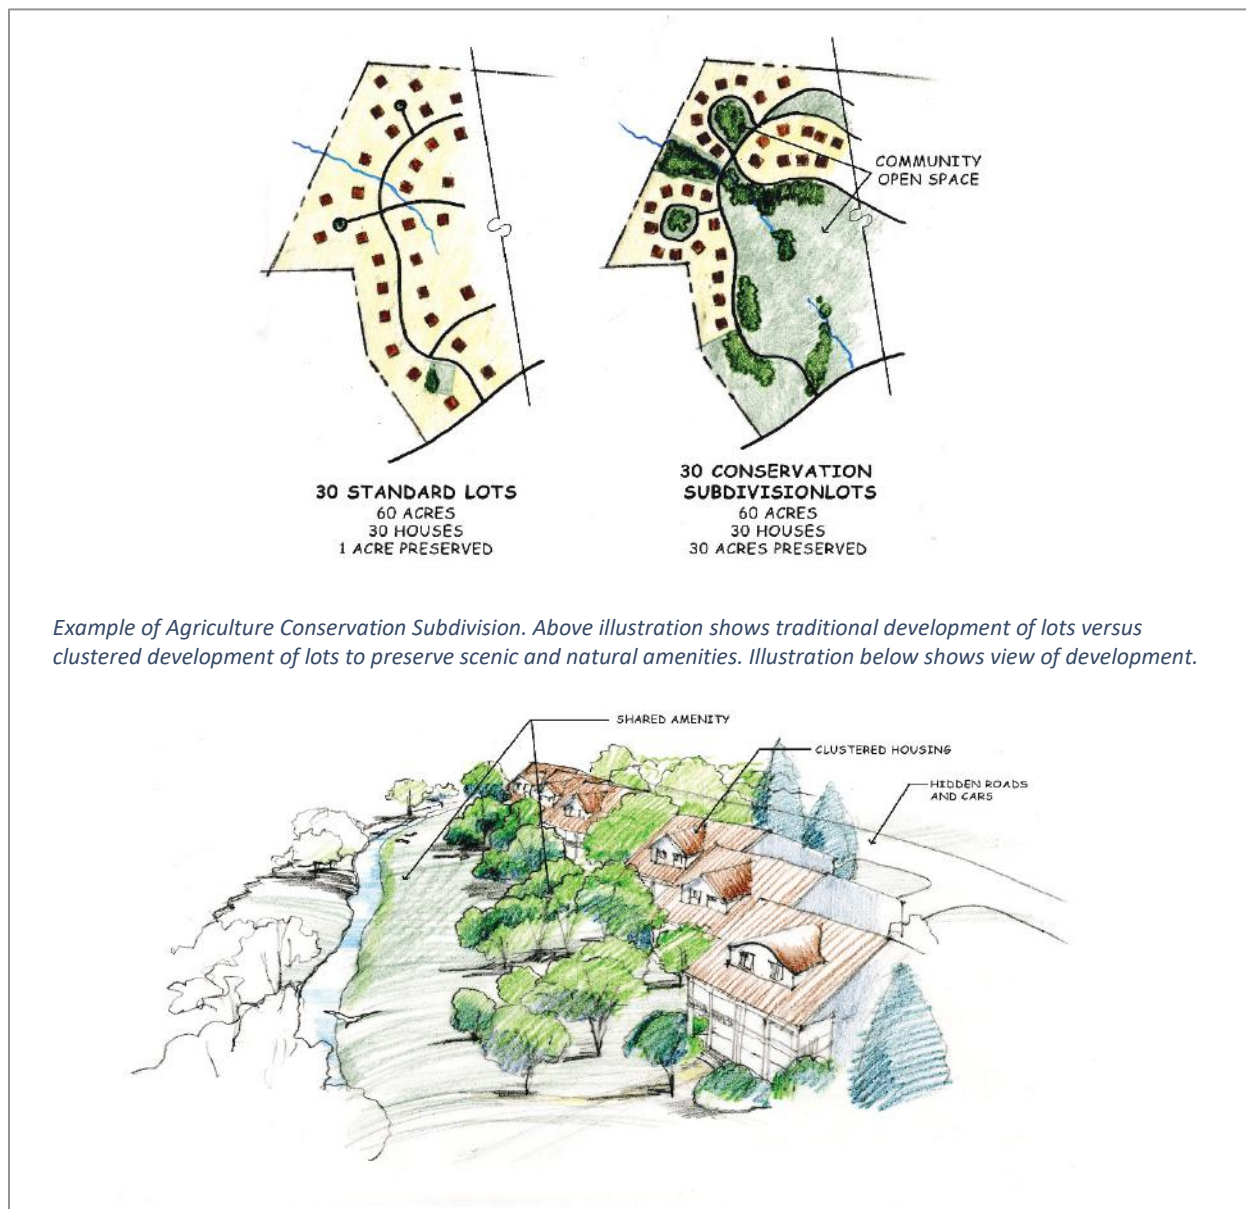 COMMUNITY
OPEN SPACE
30 STANDARD LOTS
60 ACRES
30 HOUSES
1 ACRE PRESERVED
30 CONSERVATION
SUBDIVISIONLOTS
60 ACRES
30 HOUSES
30 ACRES PRESERVED
Example of Agriculture Conservation Subdivision. Above illustration shows traditional development of lots versus
clustered development of lots to preserve scenic and natural amenities. Illustration below shows view of development.
SHARED AMENITY
CLUSTERED HOUSING
HIDDEN ROADS
AND CARS